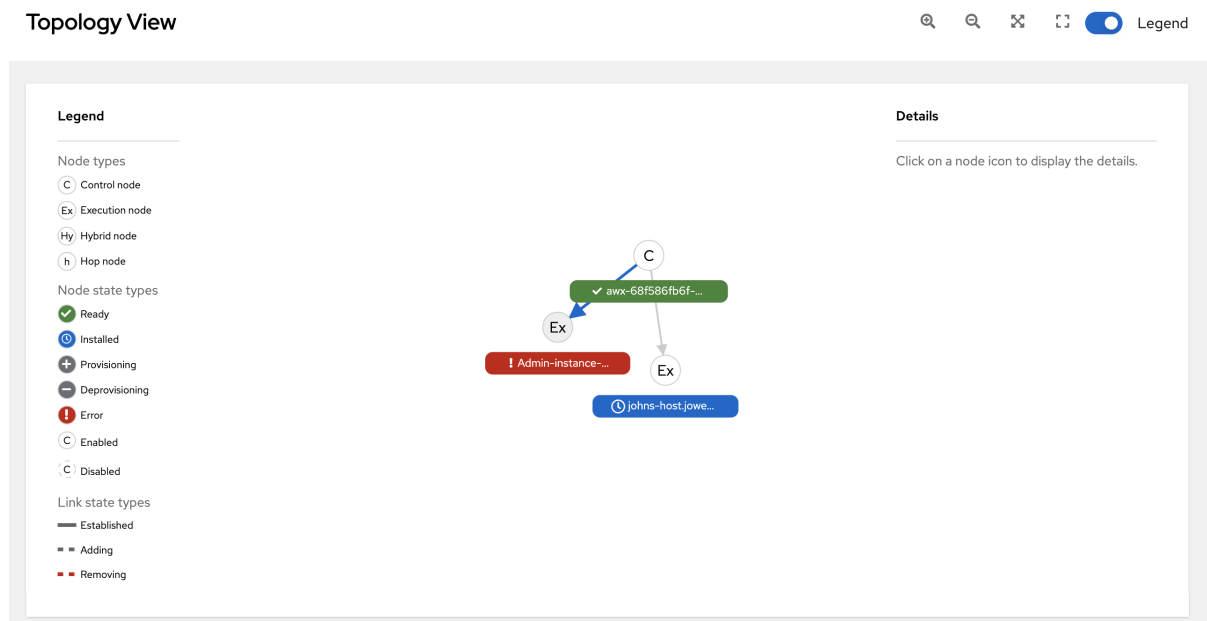 Topology View
Legend
Legend
Node types
C Control node
Ex Execution node
Hy Hybrid node
h Hop node
Node state types
Ready
Installed
Provisioning
Deprovisioning
! Error
C Enabled
C Disabled
Link state types
Established
Adding
Removing
C
awx-68f586fb6f-...
Ex
! Admin-instance-...
Ex
johns-host.jowe...
Details
Click on a node icon to display the details.